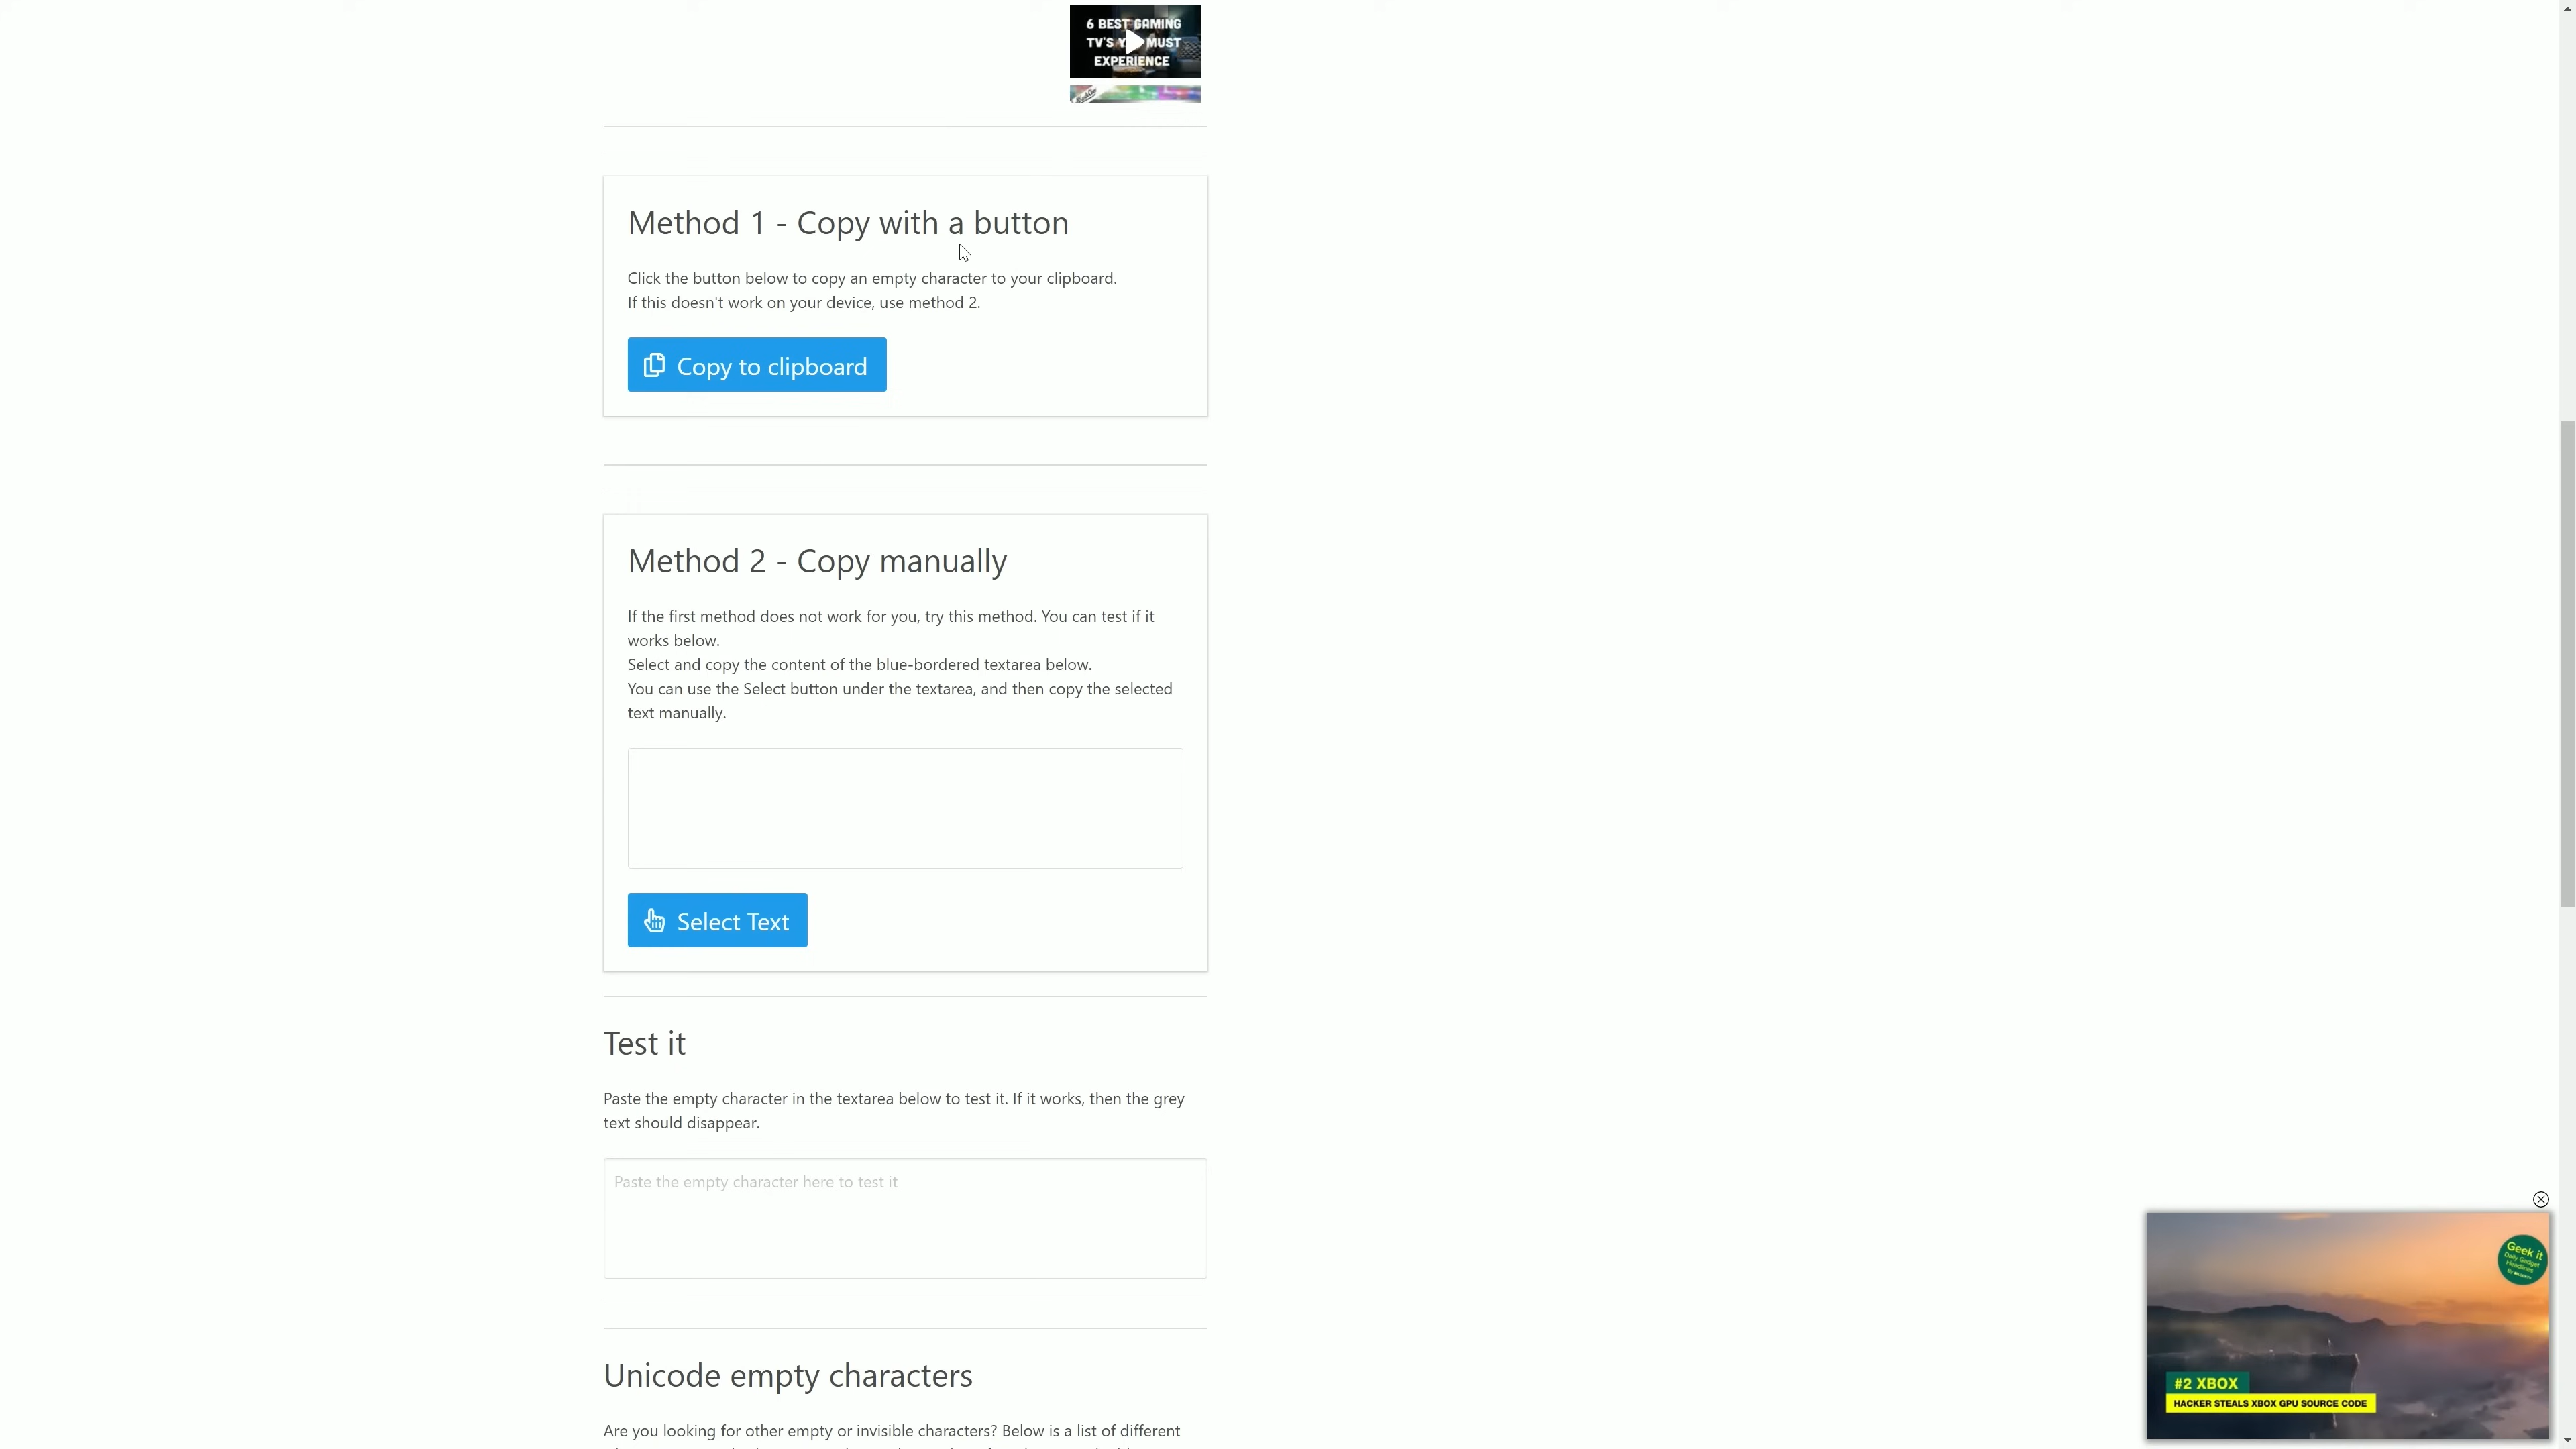 6 BEST GAMING
TV'S Y MUST
EXPERIENCE
Method 1 - Copy with a button
Click the button below to copy an empty character to your clipboard.
If this doesn't work on your device, use method 2.
Copy to clipboard
Method 2 - Copy manually
If the first method does not work for you, try this method. You can test if it
works below.
Select and copy the content of the blue-bordered textarea below.
You can use the Select button under the textarea, and then copy the selected
text manually.
Select Text
Test it
Paste the empty character in the textarea below to test it. If it works, then the grey
text should disappear.
Paste the empty character here to test it
Geek it
Daily Gadget
Headlines
#2 XBOX
HACKER STEALS XBOX GPU SOURCE CODE
Unicode empty characters
Are you looking for other empty or invisible characters? Below is a list of different